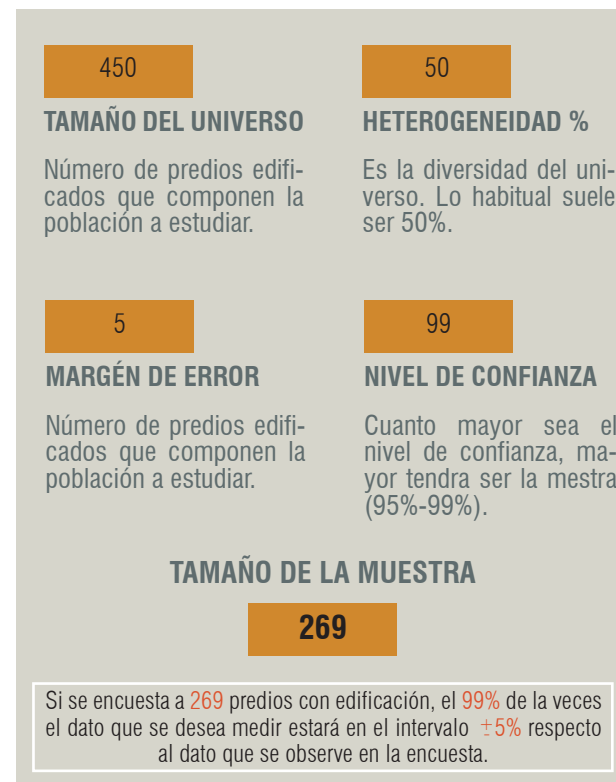 450
TAMAÑO DEL UNIVERSO
Número de predios edifi-
cados que componen la
población a estudiar.
50
HETEROGENEIDAD %
Es la diversidad del uni-
verso. Lo habitual suele
ser 50%.
5
MARGÉN DE ERROR
Número de predios edifi-
cados que componen la
población a estudiar.
99
NIVEL DE CONFIANZA
Cuanto mayor sea el
nivel de confianza, ma-
yor tendra ser la mestra
(95%-99%).
TAMAÑO DE LA MUESTRA
269
Si se encuesta a 269 predios con edificación, el 99% de la veces
el dato que se desea medir estará en el intervalo ±5% respecto
al dato que se observe en la encuesta.